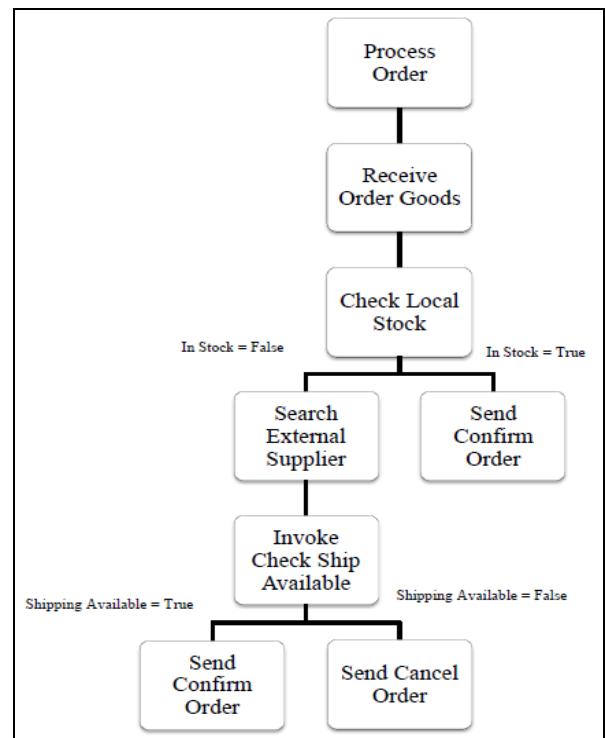 Process
Order
Receive
Order Goods
Check Local
Stock
In Stock = False
In Stock = True
Search
External
Supplier
Send
Confirm
Order
Invoke
Check Ship
Available
Shipping Available = True
Shipping Available = False
Send
Confirm
Order
Send Cancel
Order